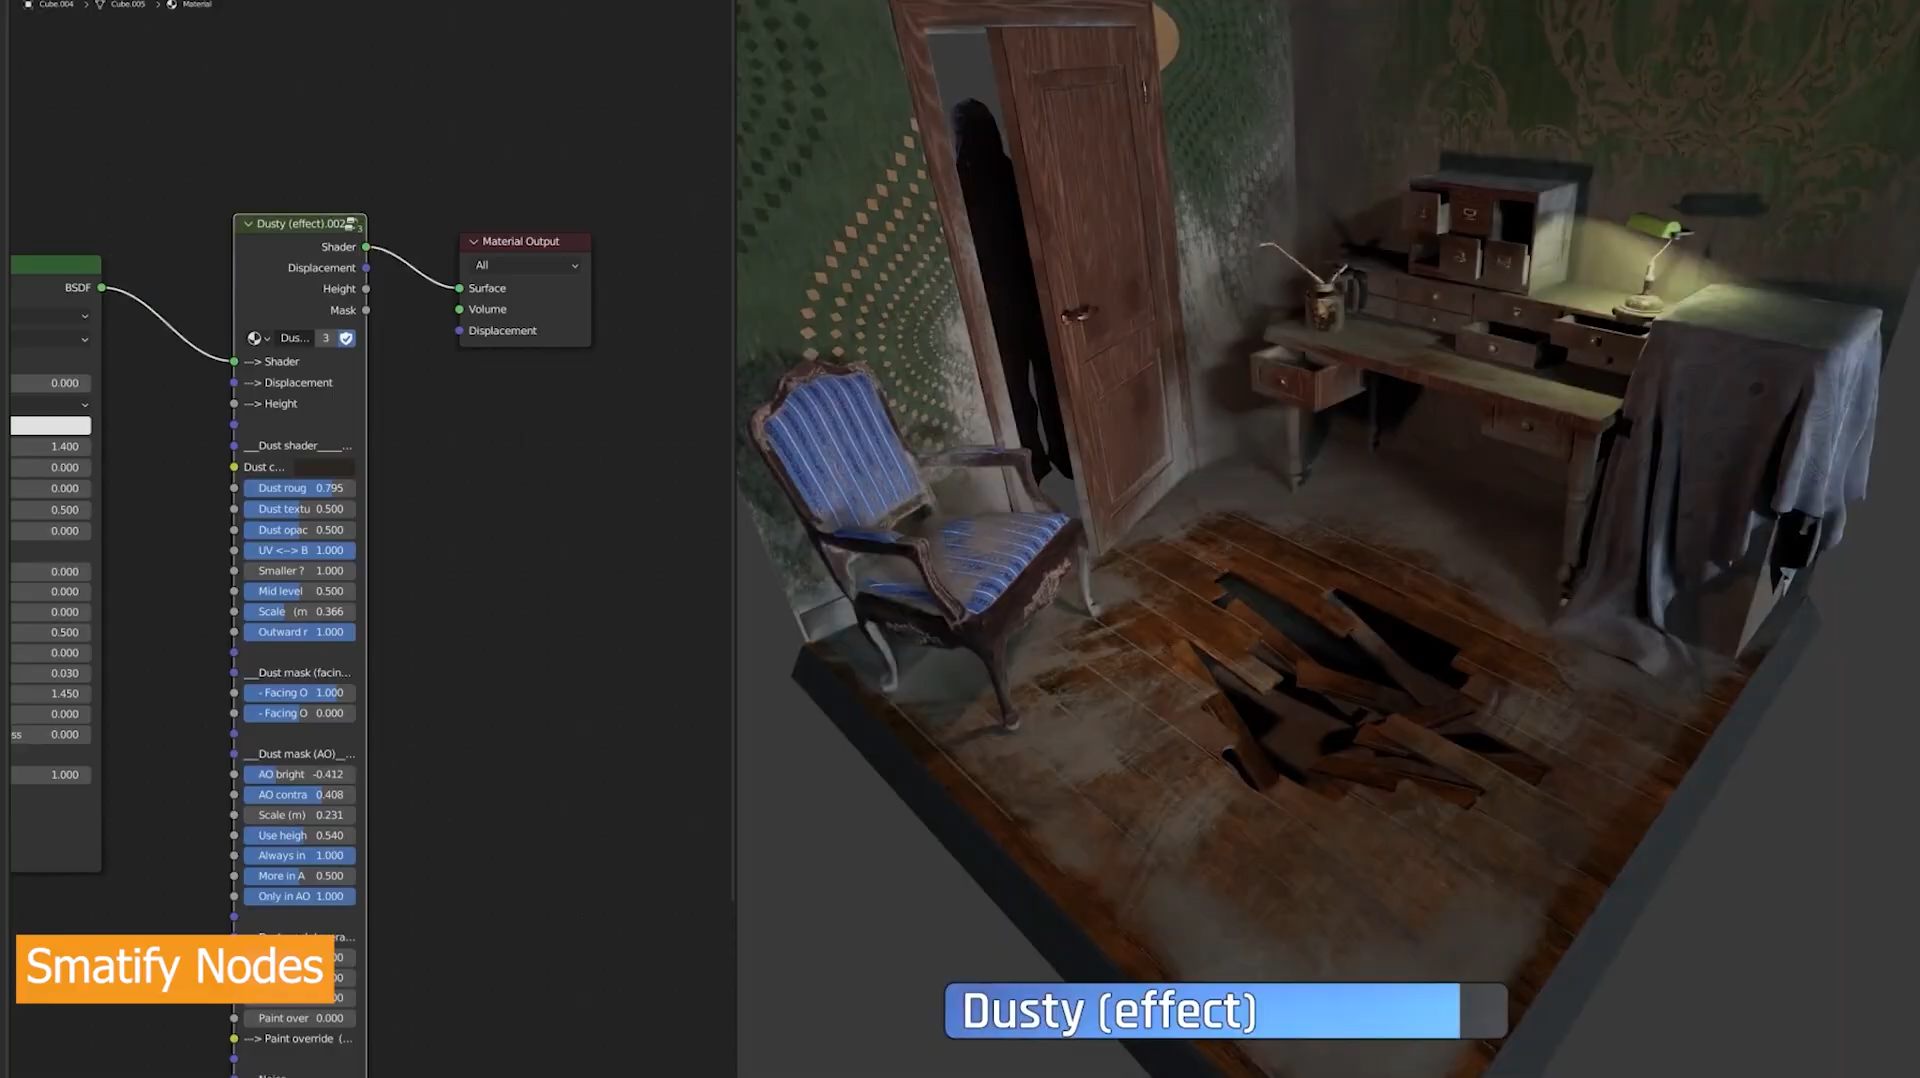 Cube.004 > Cube.005 > Material
BSDF
0.000
1.400
0.000
0.000
0.500
0.000
0.000
0.000
0.000
0.500
0.000
0.030
1.450
0.000
ss 0.000
1.000
Dusty (effect).002
3
Shader
Displacement
Height
Mask
Dus... 3
---> Shader
---> Displacement
---> Height
__Dust shader_____...
Dust c...
Dust roug 0.795
Dust textu 0.500
Dust opac 0.500
UV <--> B 1.000
Smaller ? 1.000
Mid level 0.500
Scale (m 0.366
Outward r 1.000
__Dust mask (facin...
- Facing O 1.000
- Facing O 0.000
__Dust mask (AO)__...
AO bright -0.412
AO contra 0.408
Scale (m) 0.231
Use heigh 0.540
Always in 1.000
More in A 0.500
Only in AO 1.000
Paint over 0.000
---> Paint override (...
Material Output
All
Surface
Volume
Displacement
Smatify Nodes
Dusty (effect)